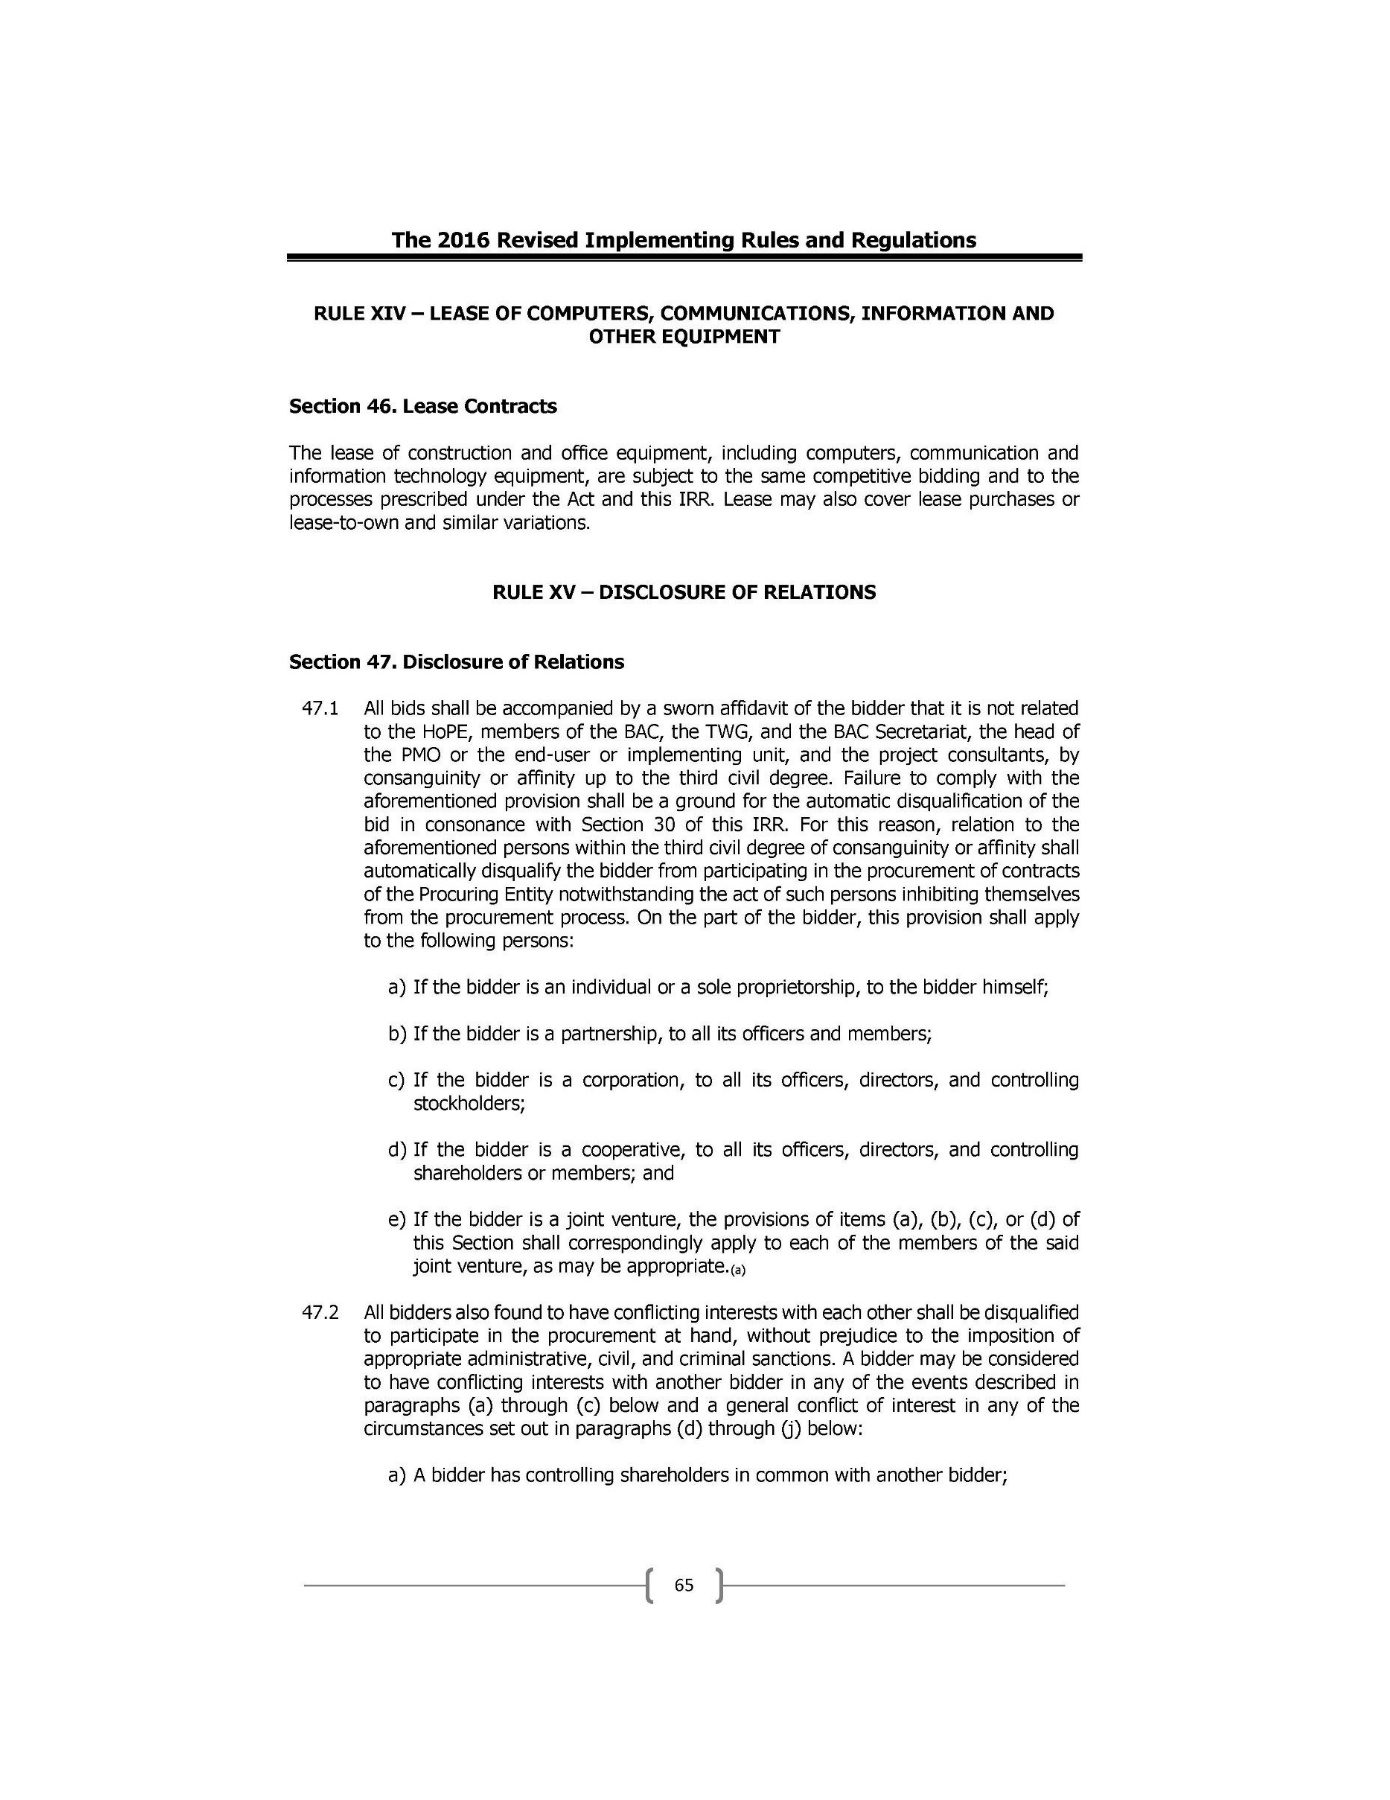 The 2016 Revised Implementing Rules and Regulations
RULE XIV – LEASE OF COMPUTERS, COMMUNICATIONS, INFORMATION AND
OTHER EQUIPMENT
Section 46. Lease Contracts
The lease of construction and office equipment, including computers, communication and
information technology equipment, are subject to the same competitive bidding and to the
processes prescribed under the Act and this IRR. Lease may also cover lease purchases or
lease-to-own and similar variations.
RULE XV – DISCLOSURE OF RELATIONS
Section 47. Disclosure of Relations
47.1 All bids shall be accompanied by a sworn affidavit of the bidder that it is not related
to the HoPE, members of the BAC, the TWG, and the BAC Secretariat, the head of
the PMO or the end-user or implementing unit, and the project consultants, by
consanguinity or affinity up to the third civil degree. Failure to comply with the
aforementioned provision shall be a ground for the automatic disqualification of the
bid in consonance with Section 30 of this IRR. For this reason, relation to the
aforementioned persons within the third civil degree of consanguinity or affinity shall
automatically disqualify the bidder from participating in the procurement of contracts
of the Procuring Entity notwithstanding the act of such persons inhibiting themselves
from the procurement process. On the part of the bidder, this provision shall apply
to the following persons:
a) If the bidder is an individual or a sole proprietorship, to the bidder himself;
b) If the bidder is a partnership, to all its officers and members;
c) If the bidder is a corporation, to all its officers, directors, and controlling
stockholders;
d) If the bidder is a cooperative, to all its officers, directors, and controlling
shareholders or members; and
e) If the bidder is a joint venture, the provisions of items (a), (b), (c), or (d) of
this Section shall correspondingly apply to each of the members of the said
joint venture, as may be appropriate.(a)
47.2 All bidders also found to have conflicting interests with each other shall be disqualified
to participate in the procurement at hand, without prejudice to the imposition of
appropriate administrative, civil, and criminal sanctions. A bidder may be considered
to have conflicting interests with another bidder in any of the events described in
paragraphs (a) through (c) below and a general conflict of interest in any of the
circumstances set out in paragraphs (d) through (j) below:
a) A bidder has controlling shareholders in common with another bidder;
65